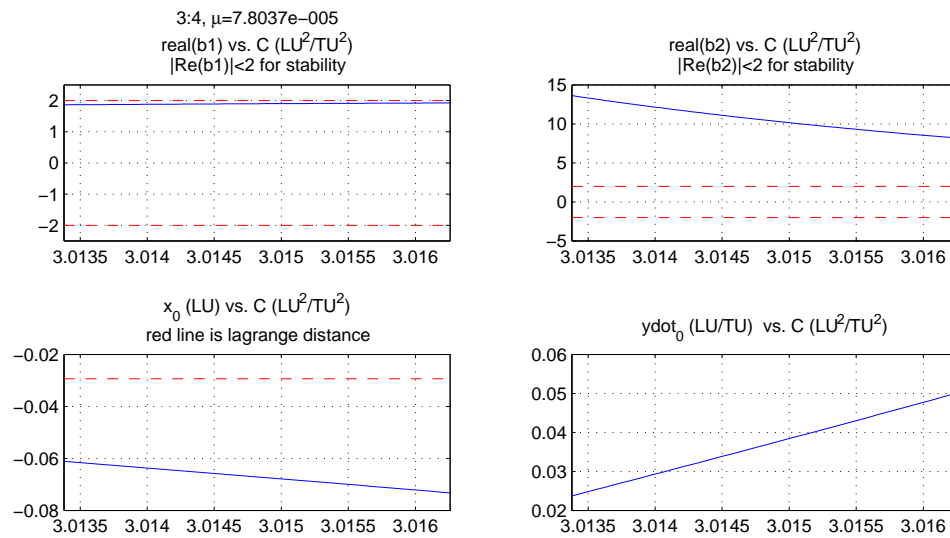 3:4, μ=7.8037e−005
real(b1) vs. C (LU²/TU²)
|Re(b1)|<2 for stability
2
1
0
−1
−2
3.0135 3.014 3.0145 3.015 3.0155 3.016
real(b2) vs. C (LU²/TU²)
|Re(b2)|<2 for stability
15
10
5
0
−5
3.0135 3.014 3.0145 3.015 3.0155 3.016
x₀ (LU) vs. C (LU²/TU²)
red line is lagrange distance
−0.02
−0.04
−0.06
−0.08
3.0135 3.014 3.0145 3.015 3.0155 3.016
ydot₀ (LU/TU) vs. C (LU²/TU²)
0.06
0.05
0.04
0.03
0.02
3.0135 3.014 3.0145 3.015 3.0155 3.016